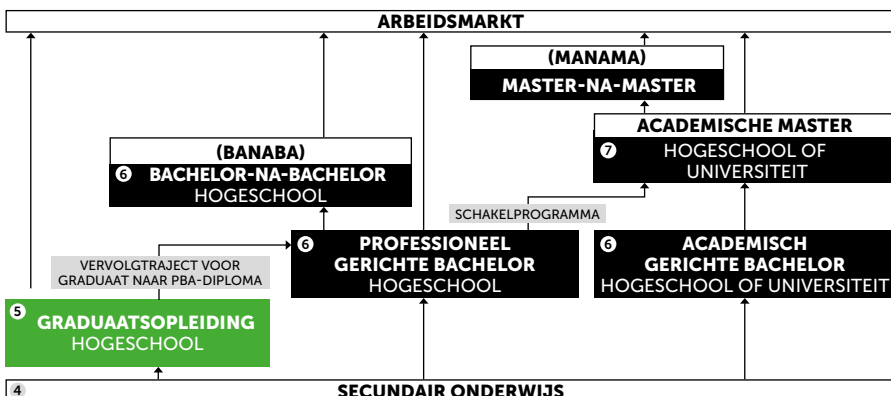 ARBEIDSMARKT
(MANAMA)
MASTER-NA-MASTER
ACADEMISCHE MASTER
7 HOGESCHOOL OF
UNIVERSITEIT
(BANABA)
6 BACHELOR-NA-BACHELOR
HOGESCHOOL
SCHAKELPROGRAMMA
6 PROFESSIONEEL
GERICHTE BACHELOR
HOGESCHOOL
6 ACADEMISCH
GERICHTE BACHELOR
HOGESCHOOL OF UNIVERSITEIT
VERVOLGTRAJECT VOOR
GRADUAAT NAAR PBA-DIPLOMA
5 GRADUAATSOPLEIDING
HOGESCHOOL
4 SECUNDAIR ONDERWIJS